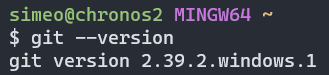 simeo@chronos2 MINGW64 ~
$ git --version
git version 2.39.2.windows.1